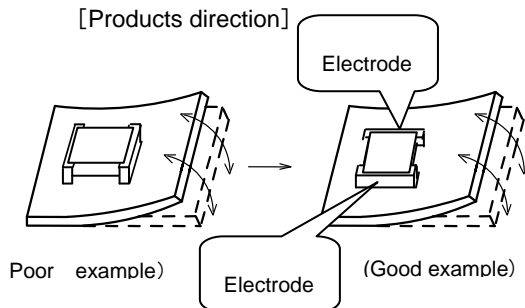 [Products direction]
Electrode
Poor example)
Electrode
(Good example)